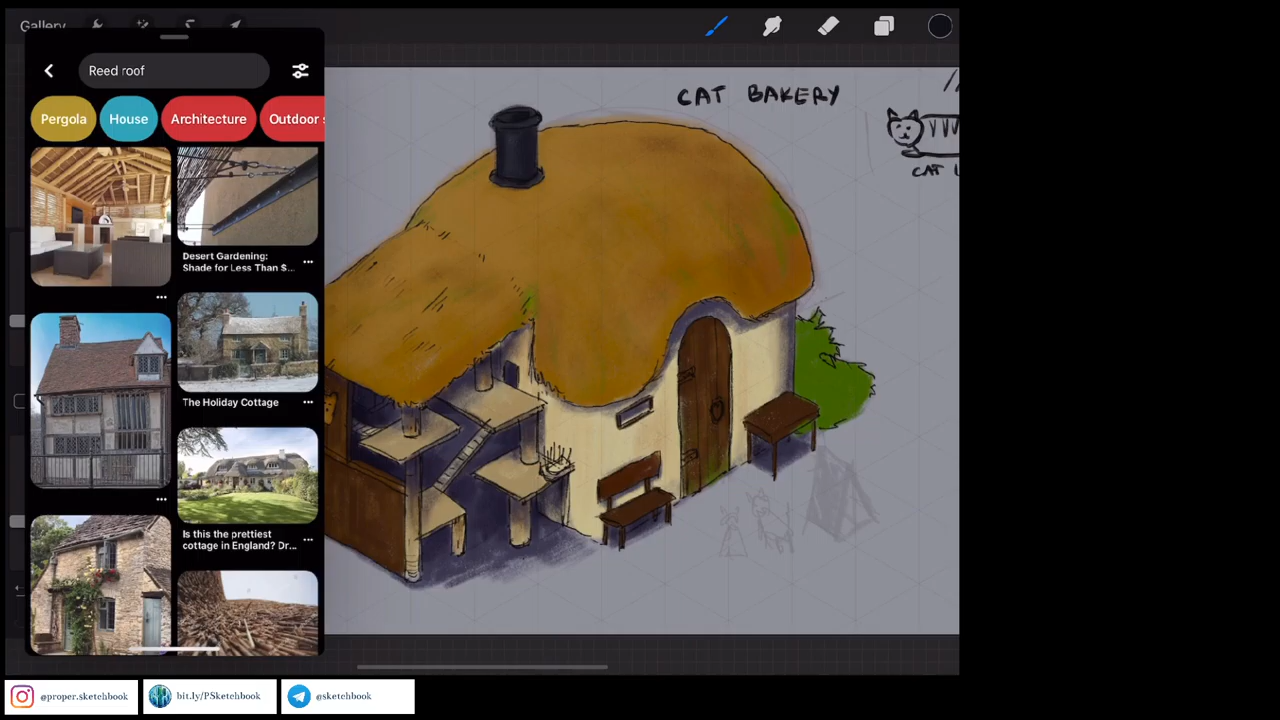 Gallery
Reed roof
Pergola
House
Architecture
Outdoor
Desert Gardening:
Shade for Less Than $...
The Holiday Cottage
Is this the prettiest
cottage in England? Dr...
CAT BAKERY
CAT
@proper.sketchbook
bit.ly/PSketchbook
@sketchbook